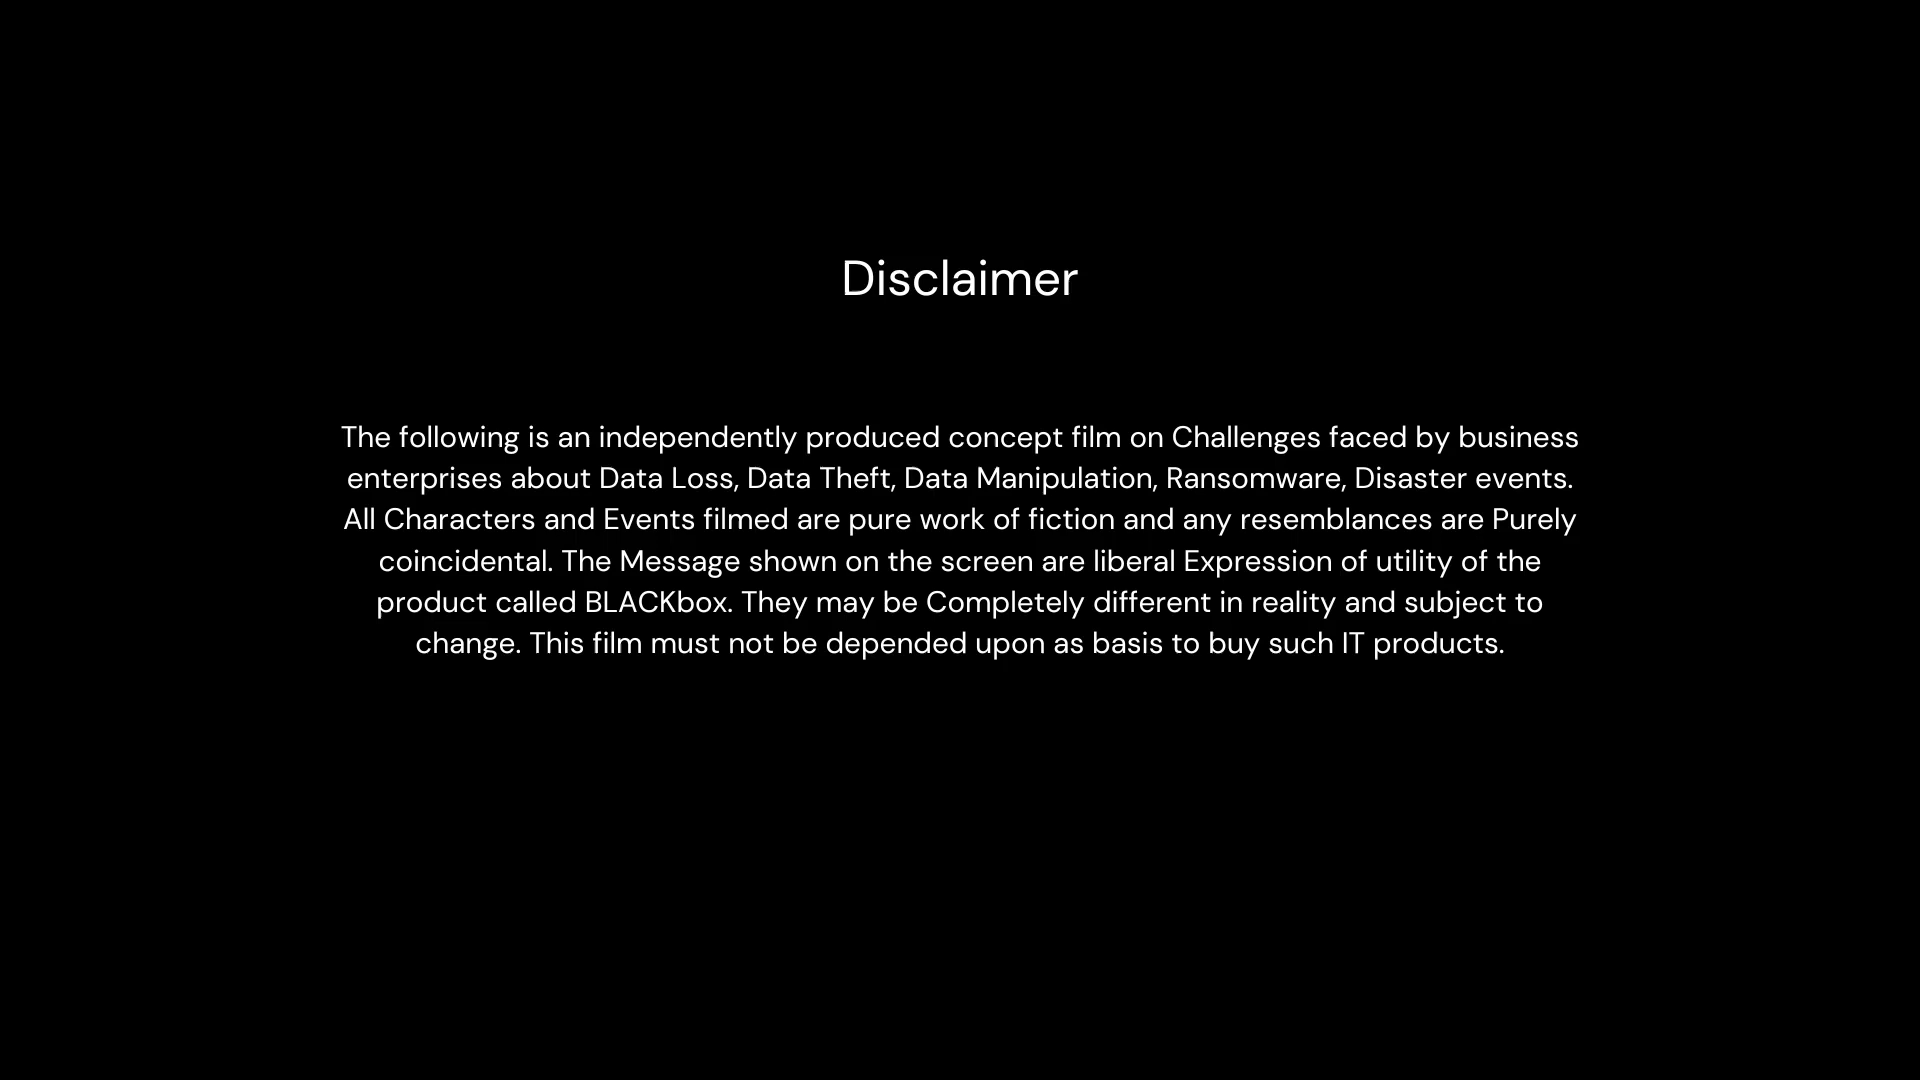 Disclaimer
The following is an independently produced concept film on Challenges faced by business
enterprises about Data Loss, Data Theft, Data Manipulation, Ransomware, Disaster events.
All Characters and Events filmed are pure work of fiction and any resemblances are Purely
coincidental. The Message shown on the screen are liberal Expression of utility of the
product called BLACKbox. They may be Completely different in reality and subject to
change. This film must not be depended upon as basis to buy such IT products.